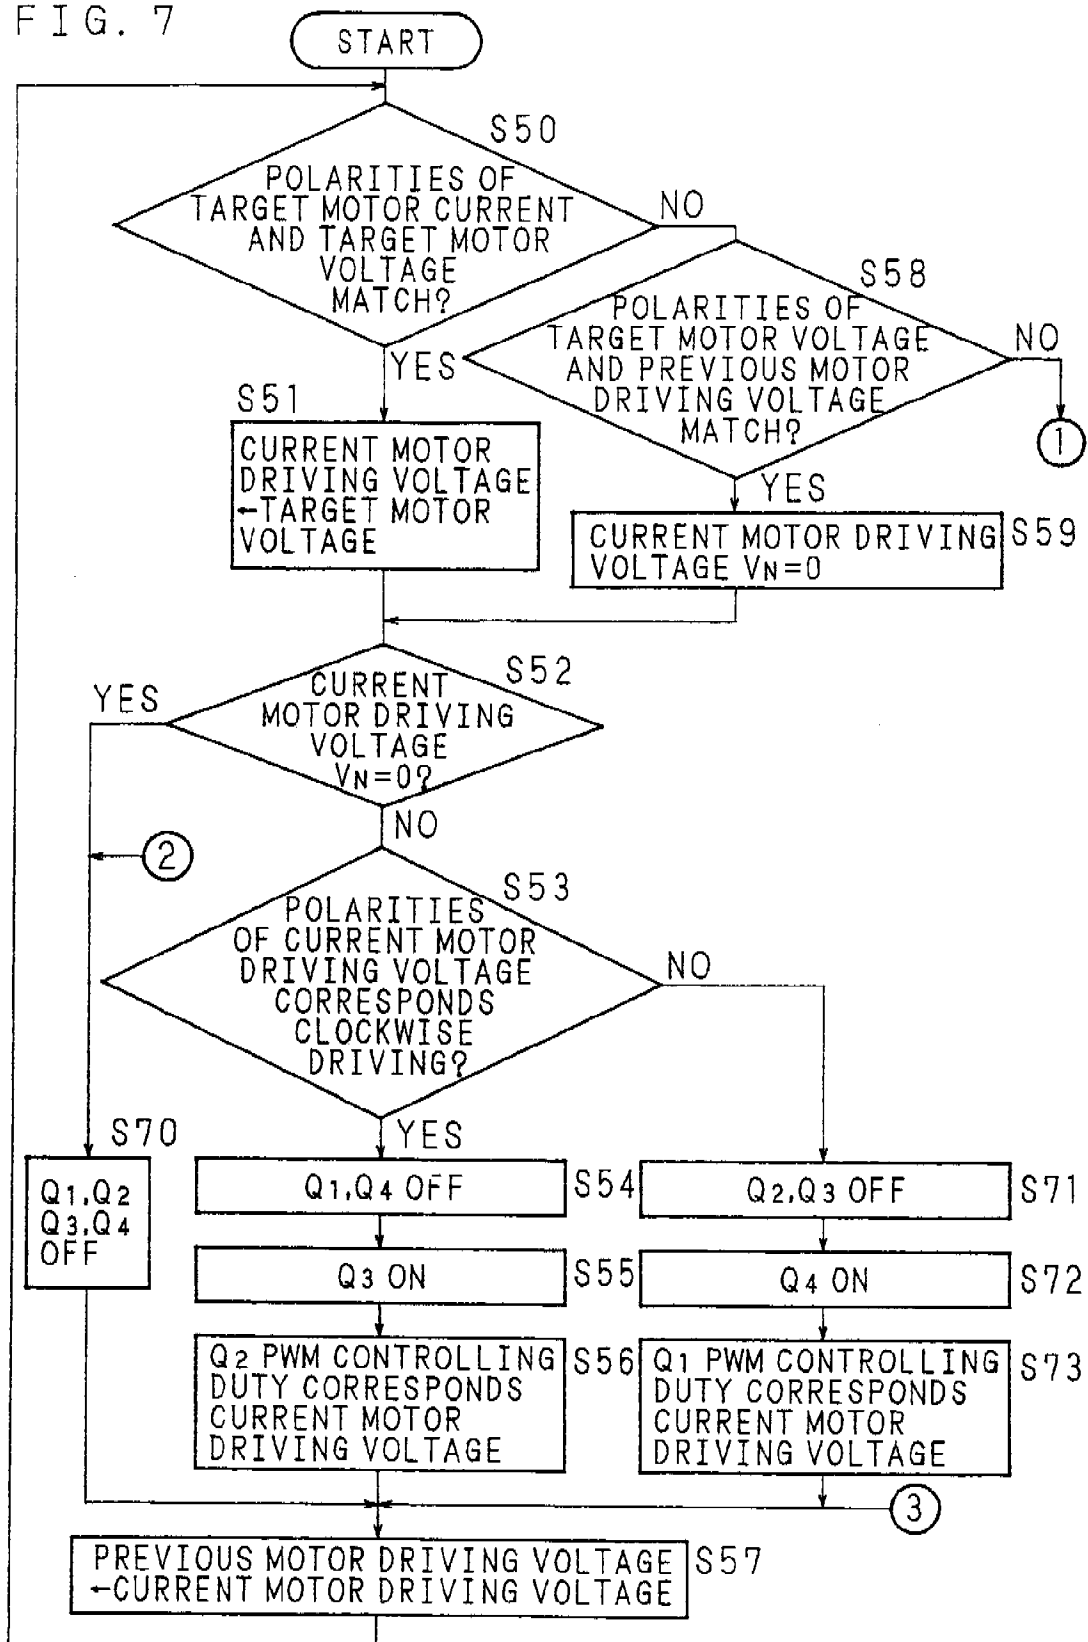 FIG. 7
START
S50
POLARITIES OF
TARGET MOTOR CURRENT
AND TARGET MOTOR
VOLTAGE
MATCH?
NO
YES
S58
POLARITIES OF
TARGET MOTOR VOLTAGE
AND PREVIOUS MOTOR
DRIVING VOLTAGE
MATCH?
NO
1
YES
S51
CURRENT MOTOR
DRIVING VOLTAGE
←TARGET MOTOR
VOLTAGE
CURRENT MOTOR DRIVING
VOLTAGE VN=0
S59
S52
CURRENT
MOTOR DRIVING
VOLTAGE
VN=0?
YES
NO
2
S53
POLARITIES
OF CURRENT MOTOR
DRIVING VOLTAGE
CORRESPONDS
CLOCKWISE
DRIVING?
NO
YES
S70
Q1,Q2
Q3,Q4
OFF
Q1,Q4 OFF
S54
Q2,Q3 OFF
S71
Q3 ON
S55
Q4 ON
S72
Q2 PWM CONTROLLING
DUTY CORRESPONDS
CURRENT MOTOR
DRIVING VOLTAGE
S56
Q1 PWM CONTROLLING
DUTY CORRESPONDS
CURRENT MOTOR
DRIVING VOLTAGE
S73
3
PREVIOUS MOTOR DRIVING VOLTAGE
←CURRENT MOTOR DRIVING VOLTAGE
S57